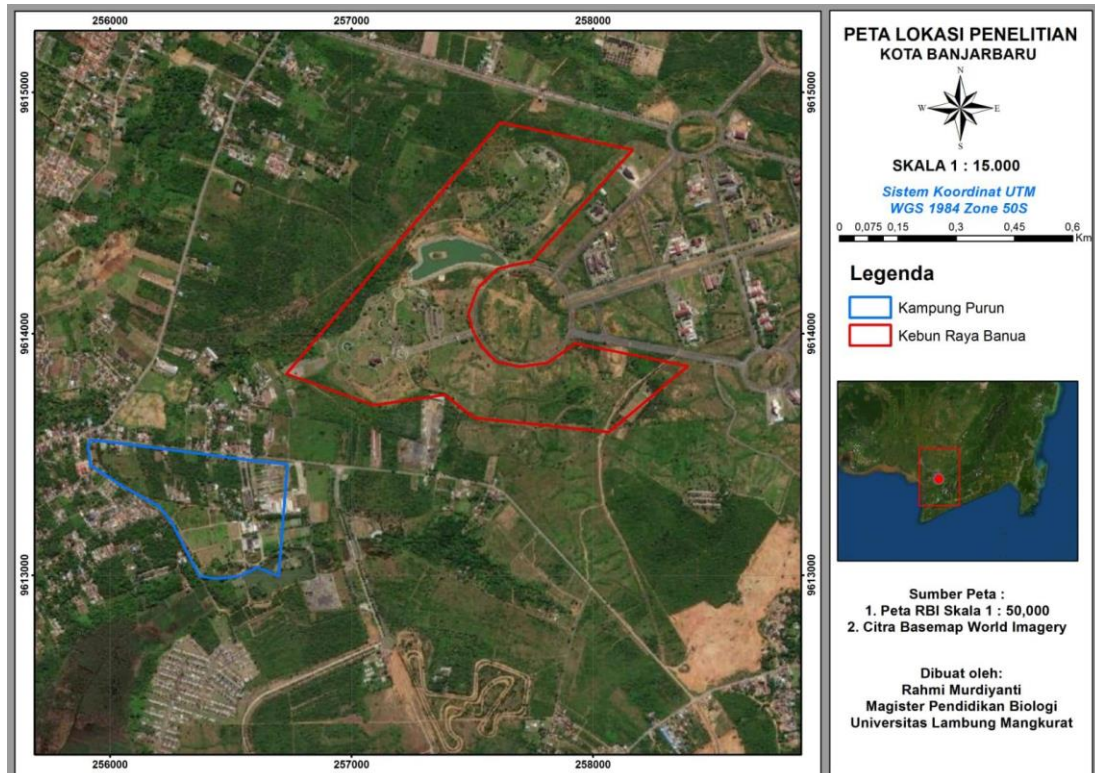 256000 257000 258000
9615000 9615000
9614000 9614000
9613000 9613000
256000 257000 258000
PETA LOKASI PENELITIAN
KOTA BANJARBARU
N
W E
S
SKALA 1 : 15.000
Sistem Koordinat UTM
WGS 1984 Zone 50S
0 0,075 0,15 0,3 0,45 0,6
Km
Legenda
Kampung Purun
Kebun Raya Banua
Sumber Peta :
1. Peta RBI Skala 1 : 50,000
2. Citra Basemap World Imagery
Dibuat oleh:
Rahmi Murdiyanti
Magister Pendidikan Biologi
Universitas Lambung Mangkurat